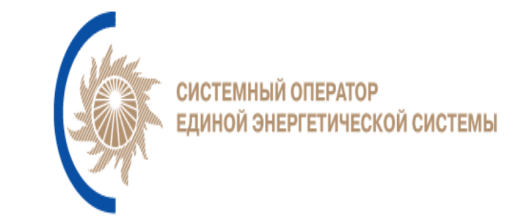 СИСТЕМНЫЙ ОПЕРАТОР
ЕДИНОЙ ЭНЕРГЕТИЧЕСКОЙ СИСТЕМЫ